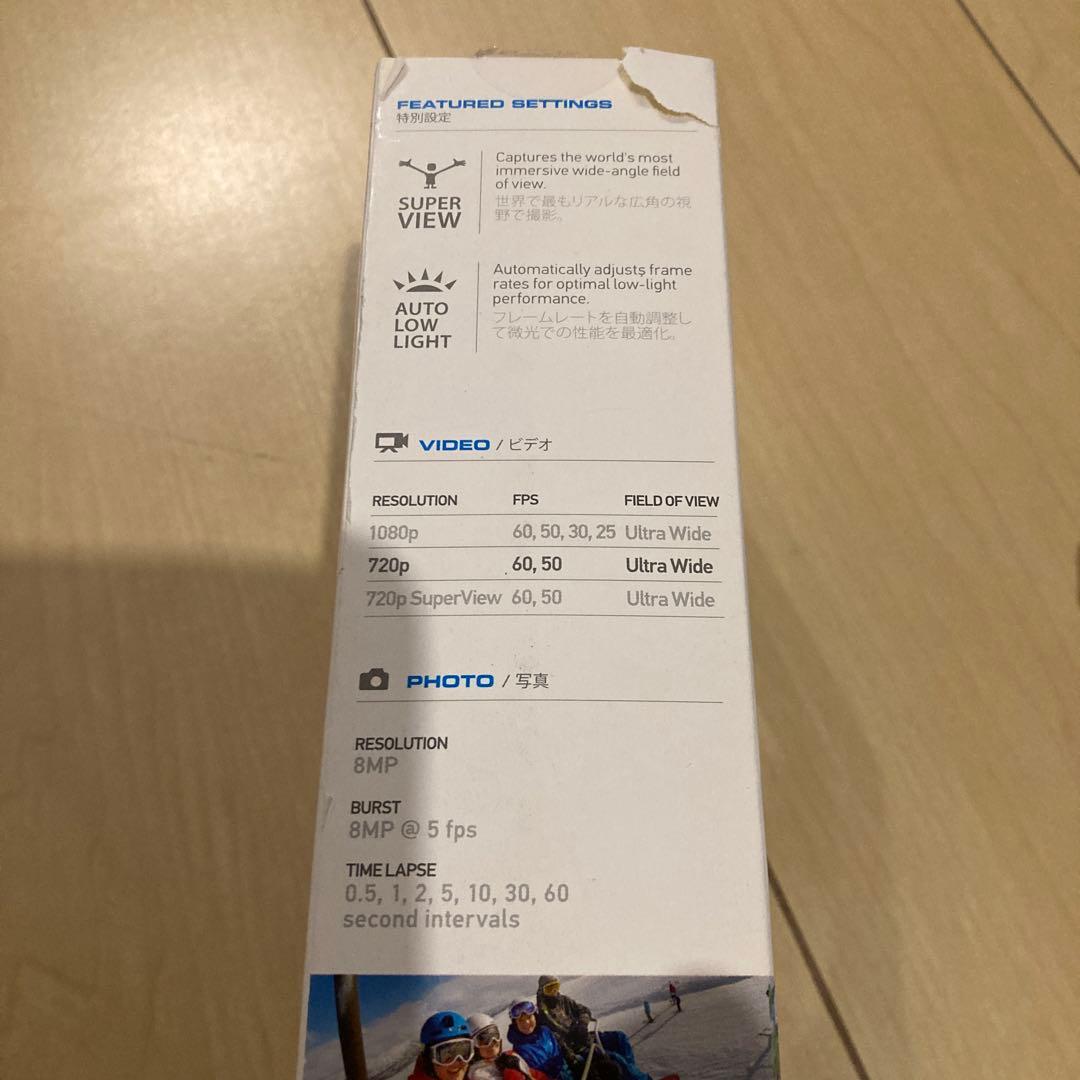 FEATURED SETTINGS
特別設定
SUPER
VIEW
Captures the world's most
immersive wide-angle field
of view.
世界で最もリアルな広角の視
野で撮影。
AUTO
LOW
LIGHT
Automatically adjusts frame
rates for optimal low-light
performance.
フレームレートを自動調整し
て微光での性能を最適化。
VIDEO / ビデオ
RESOLUTION FPS FIELD OF VIEW
1080p 60, 50, 30, 25 Ultra Wide
720p 60, 50 Ultra Wide
720p SuperView 60, 50 Ultra Wide
PHOTO / 写真
RESOLUTION
8MP
BURST
8MP @ 5 fps
TIME LAPSE
0.5, 1, 2, 5, 10, 30, 60
second intervals